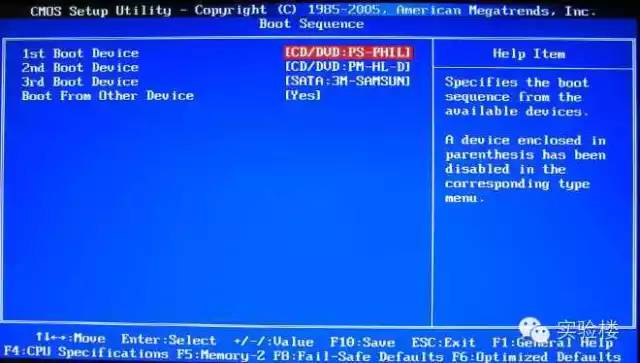 CMOS Setup Utility - Copyright (C) 1985-2005, American Megatrends, Inc.
Boot Sequence
1st Boot Device [CD/DVD:PS-PHIL]
2nd Boot Device [CD/DVD:PM-HL-D]
3rd Boot Device [SATA:3M-SAMSUN]
Boot From Other Device [Yes]
Help Item
Specifies the boot
sequence from the
available devices.
A device enclosed in
parenthesis has been
disabled in the
corresponding type
menu.
实验楼
↑↓←→:Move Enter:Select +/-/:Value F10:Save ESC:Exit F1:General Help
F4:CPU Specifications F5:Memory-Z F8:Fail-Safe Defaults F6:Optimized Defaults